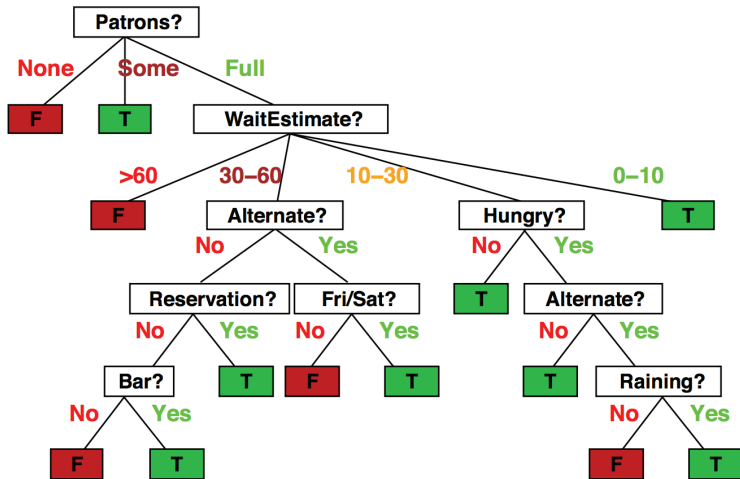 Patrons?
None Some Full
F T WaitEstimate?
>60 30–60 10–30 0–10
F Alternate? Hungry? T
No Yes No Yes
Reservation? Fri/Sat? T Alternate?
No Yes No Yes No Yes
Bar? T F T T Raining?
No Yes No Yes
F T F T